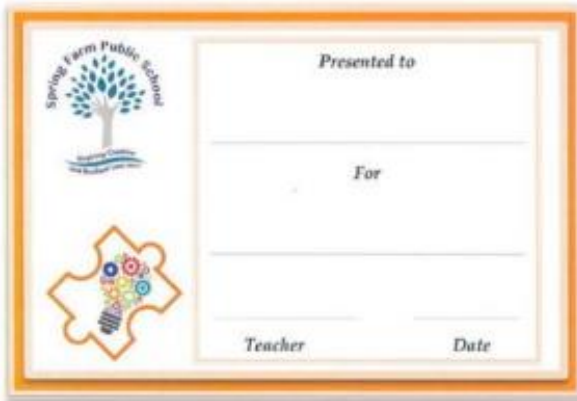 Spring Farm Public School
Presented to
For
Teacher
Date